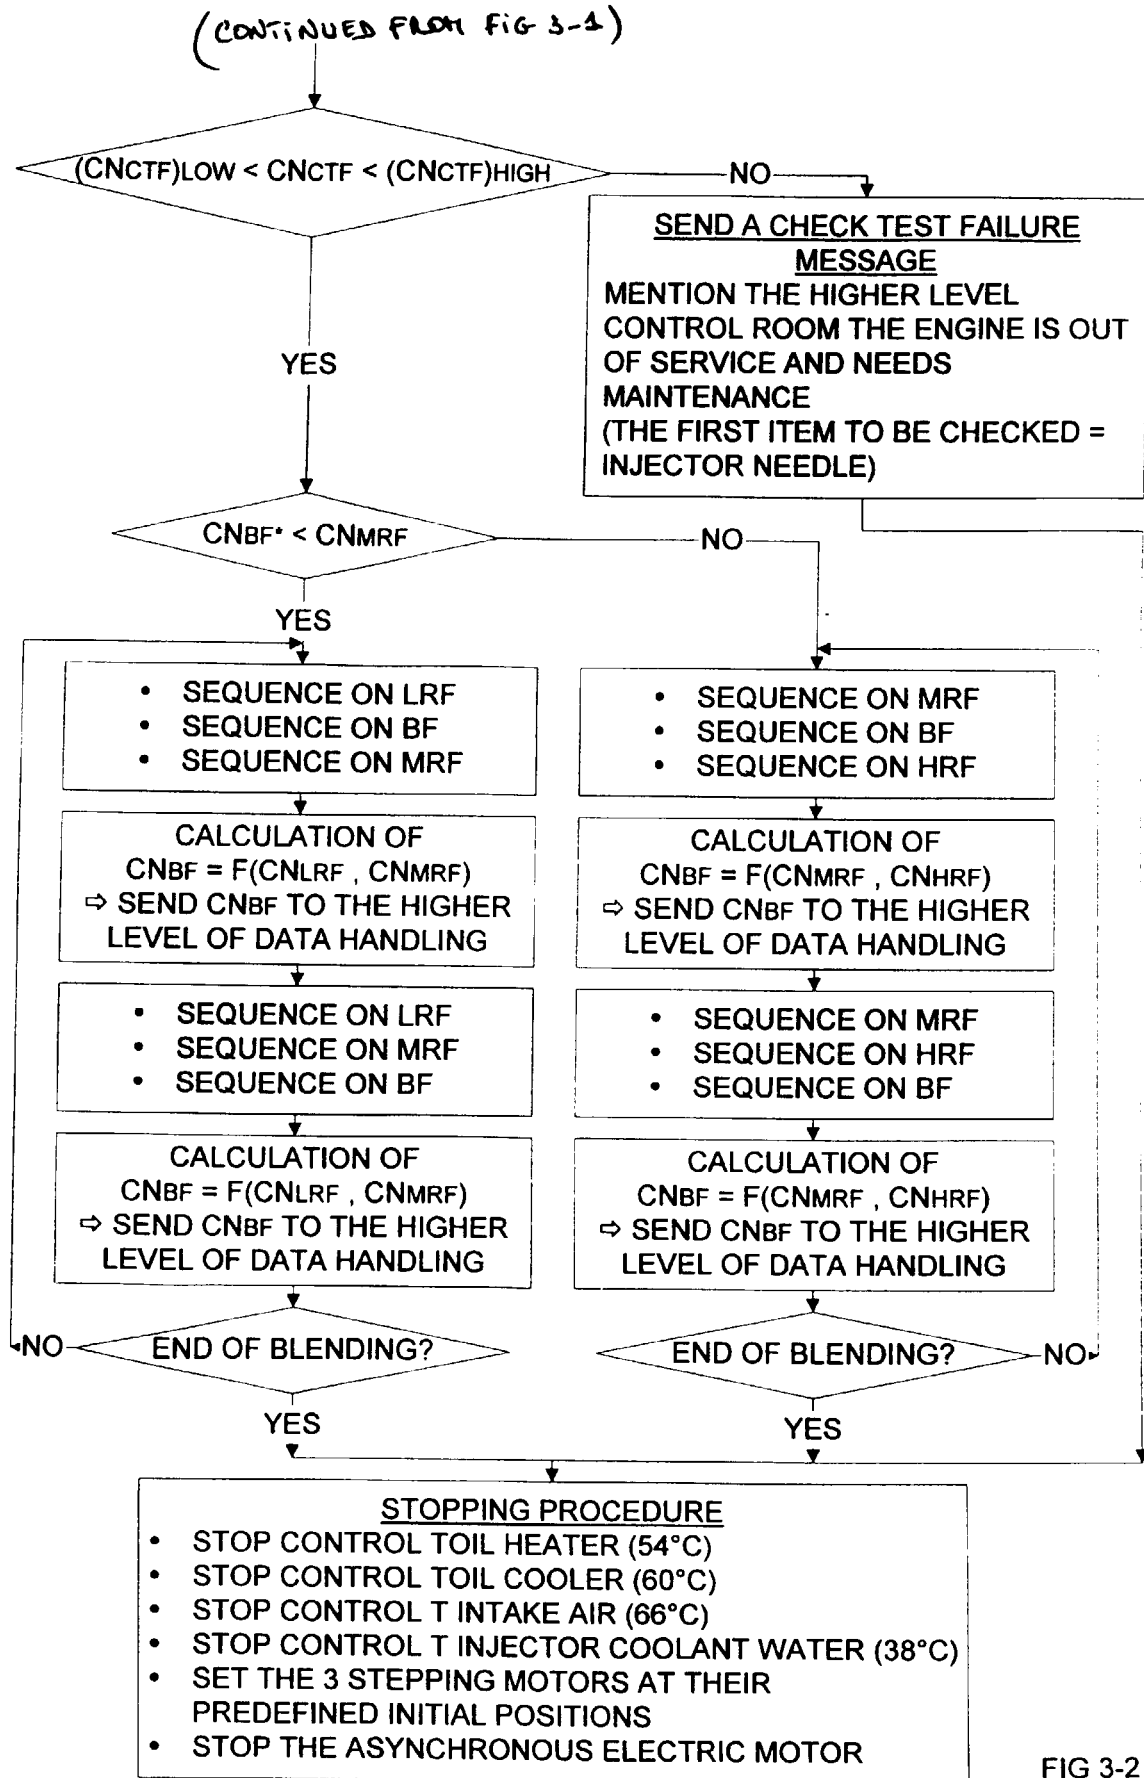 (CONTINUED FROM FIG 3-1)
(CNCTF)LOW < CNCTF < (CNCTF)HIGH
NO
SEND A CHECK TEST FAILURE
MESSAGE
MENTION THE HIGHER LEVEL
CONTROL ROOM THE ENGINE IS OUT
OF SERVICE AND NEEDS
MAINTENANCE
(THE FIRST ITEM TO BE CHECKED =
INJECTOR NEEDLE)
YES
CNBF* < CNMRF
NO
YES
• SEQUENCE ON LRF
• SEQUENCE ON BF
• SEQUENCE ON MRF
CALCULATION OF
CNBF = F(CNLRF , CNMRF)
⇨ SEND CNBF TO THE HIGHER
LEVEL OF DATA HANDLING
• SEQUENCE ON LRF
• SEQUENCE ON MRF
• SEQUENCE ON BF
CALCULATION OF
CNBF = F(CNLRF , CNMRF)
⇨ SEND CNBF TO THE HIGHER
LEVEL OF DATA HANDLING
NO
END OF BLENDING?
YES
• SEQUENCE ON MRF
• SEQUENCE ON BF
• SEQUENCE ON HRF
CALCULATION OF
CNBF = F(CNMRF , CNHRF)
⇨ SEND CNBF TO THE HIGHER
LEVEL OF DATA HANDLING
• SEQUENCE ON MRF
• SEQUENCE ON HRF
• SEQUENCE ON BF
CALCULATION OF
CNBF = F(CNMRF , CNHRF)
⇨ SEND CNBF TO THE HIGHER
LEVEL OF DATA HANDLING
END OF BLENDING?
NO
YES
STOPPING PROCEDURE
• STOP CONTROL TOIL HEATER (54°C)
• STOP CONTROL TOIL COOLER (60°C)
• STOP CONTROL T INTAKE AIR (66°C)
• STOP CONTROL T INJECTOR COOLANT WATER (38°C)
• SET THE 3 STEPPING MOTORS AT THEIR
PREDEFINED INITIAL POSITIONS
• STOP THE ASYNCHRONOUS ELECTRIC MOTOR
FIG 3-2